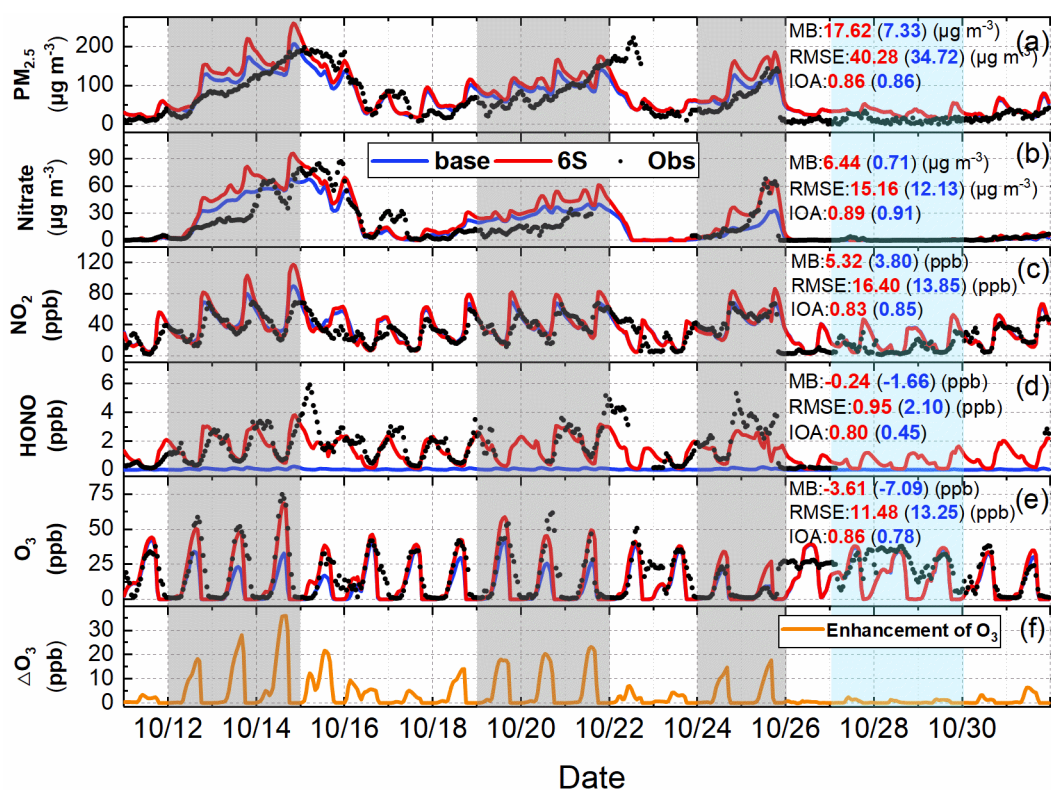 PM2.5
(µg m-3)
200
100
0
MB:17.62 (7.33) (µg m-3)
RMSE:40.28 (34.72) (µg m-3)
IOA:0.86 (0.86)
(a)
Nitrate
(µg m-3)
90
60
30
0
base 6S Obs
MB:6.44 (0.71) (µg m-3)
RMSE:15.16 (12.13) (µg m-3)
IOA:0.89 (0.91)
(b)
NO2
(ppb)
120
80
40
0
MB:5.32 (3.80) (ppb)
RMSE:16.40 (13.85) (ppb)
IOA:0.83 (0.85)
(c)
HONO
(ppb)
6
4
2
0
MB:-0.24 (-1.66) (ppb)
RMSE:0.95 (2.10) (ppb)
IOA:0.80 (0.45)
(d)
O3
(ppb)
75
50
25
0
MB:-3.61 (-7.09) (ppb)
RMSE:11.48 (13.25) (ppb)
IOA:0.86 (0.78)
(e)
△O3
(ppb)
30
20
10
0
Enhancement of O3
(f)
10/12 10/14 10/16 10/18 10/20 10/22 10/24 10/26 10/28 10/30
Date